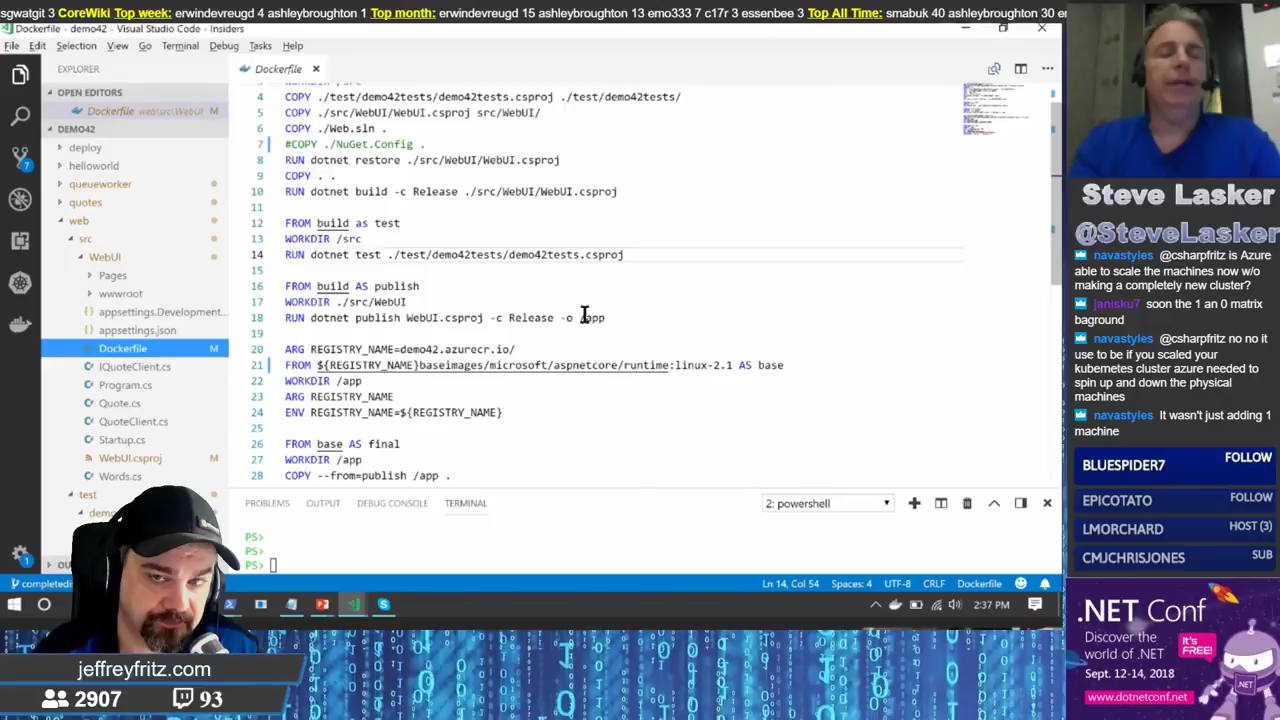 sgwatgit 3 CoreWiki Top week: erwindevreugd 4 ashleybroughton 1 Top month: erwindevreugd 15 ashleybroughton 13 emo333 7 c17r 3 essenbee 3 Top All Time: smabuk 40 ashleybroughton 30 er
Dockerfile - demo42 - Visual Studio Code - Insiders
File Edit Selection View Go Terminal Debug Tasks Help
EXPLORER
OPEN EDITORS
Dockerfile web\src\WebUI M
DEMO42
deploy
helloworld
queueworker
quotes
web
src
WebUI
Pages
wwwroot
appsettings.Development...
appsettings.json
Dockerfile M
IQuoteClient.cs
Program.cs
Quote.cs
QuoteClient.cs
Startup.cs
WebUI.csproj M
Words.cs
test
7
1
Dockerfile
4 COPY ./test/demo42tests/demo42tests.csproj ./test/demo42tests/
5 COPY ./src/WebUI/WebUI.csproj src/WebUI/
6 COPY ./Web.sln .
7 #COPY ./NuGet.Config .
8 RUN dotnet restore ./src/WebUI/WebUI.csproj
9 COPY . .
10 RUN dotnet build -c Release ./src/WebUI/WebUI.csproj
11
12 FROM build as test
13 WORKDIR /src
14 RUN dotnet test ./test/demo42tests/demo42tests.csproj
15
16 FROM build AS publish
17 WORKDIR ./src/WebUI
18 RUN dotnet publish WebUI.csproj -c Release -o /app
19
20 ARG REGISTRY_NAME=demo42.azurecr.io/
21 FROM ${REGISTRY_NAME}baseimages/microsoft/aspnetcore/runtime:linux-2.1 AS base
22 WORKDIR /app
23 ARG REGISTRY_NAME
24 ENV REGISTRY_NAME=${REGISTRY_NAME}
25
26 FROM base AS final
27 WORKDIR /app
28 COPY --from=publish /app .
PROBLEMS OUTPUT DEBUG CONSOLE TERMINAL 2: powershell
PS>
PS>
PS>
Ln 14, Col 54 Spaces: 4 UTF-8 CRLF Dockerfile
2:37 PM
Steve Lasker
@SteveLasker
navastyles @csharpfritz is Azure
able to scale the machines now w/o
making a completely new cluster?
janisku7 soon the 1 an 0 matrix
baground
navastyles @csharpfritz no no it
use to be if you scaled your
kubernetes cluster azure needed to
spin up and down the physical
machines
navastyles It wasn't just adding 1
machine
BLUESPIDER7 FOLLOW
EPICOTATO FOLLOW
LMORCHARD HOST (3)
CMJCHRISJONES SUB
.NET Conf
Discover the
world of .NET
It's
FREE!
Sept. 12-14, 2018
www.dotnetconf.net
jeffreyfritz.com
2907 93